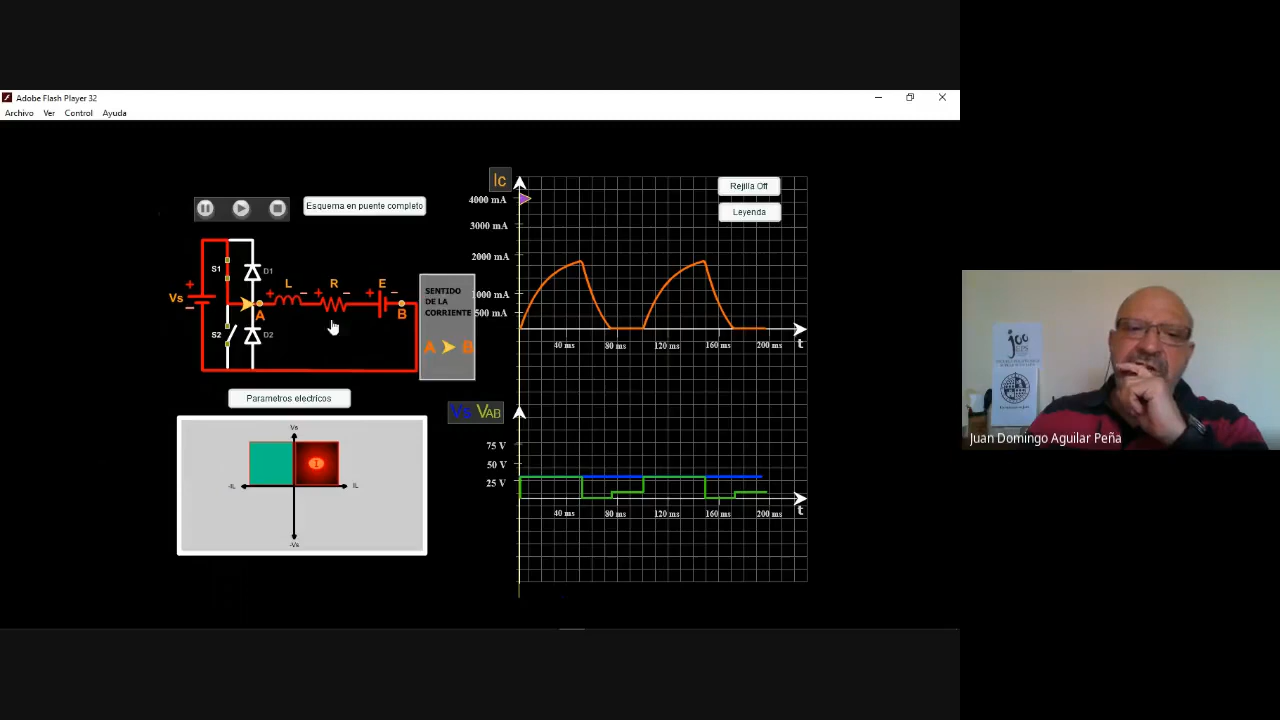 Adobe Flash Player 32
Archivo Ver Control Ayuda
Esquema en puente completo
S1
D1
Vs
+
−
L
R
E
+ − + − + −
A
B
S2
D2
SENTIDO
DE LA
CORRIENTE
A B
Parametros electricos
Vs
I
-IL
IL
-Vs
Ic
Rejilla Off
Leyenda
4000 mA
3000 mA
2000 mA
1000 mA
500 mA
40 ms 80 ms 120 ms 160 ms 200 ms
t
Vs VAB
75 V
50 V
25 V
40 ms 80 ms 120 ms 160 ms 200 ms
t
Juan Domingo Aguilar Peña